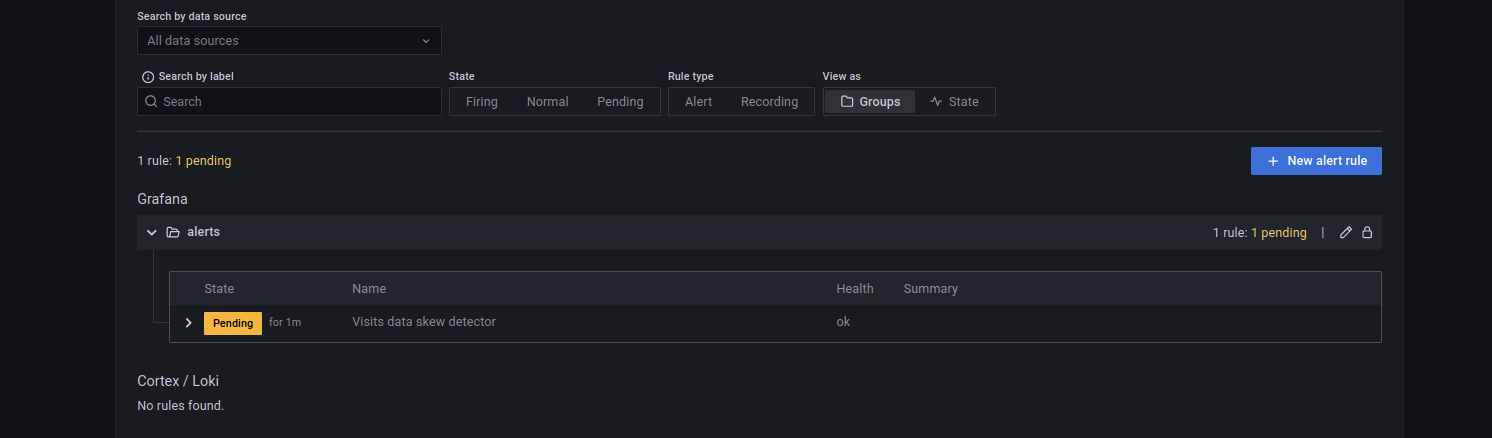 Search by data source
All data sources
Search by label State Rule type View as
Search Firing Normal Pending Alert Recording Groups State
1 rule: 1 pending New alert rule
Grafana
alerts 1 rule: 1 pending |
State Name Health Summary
Pending for 1m Visits data skew detector ok
Cortex / Loki
No rules found.